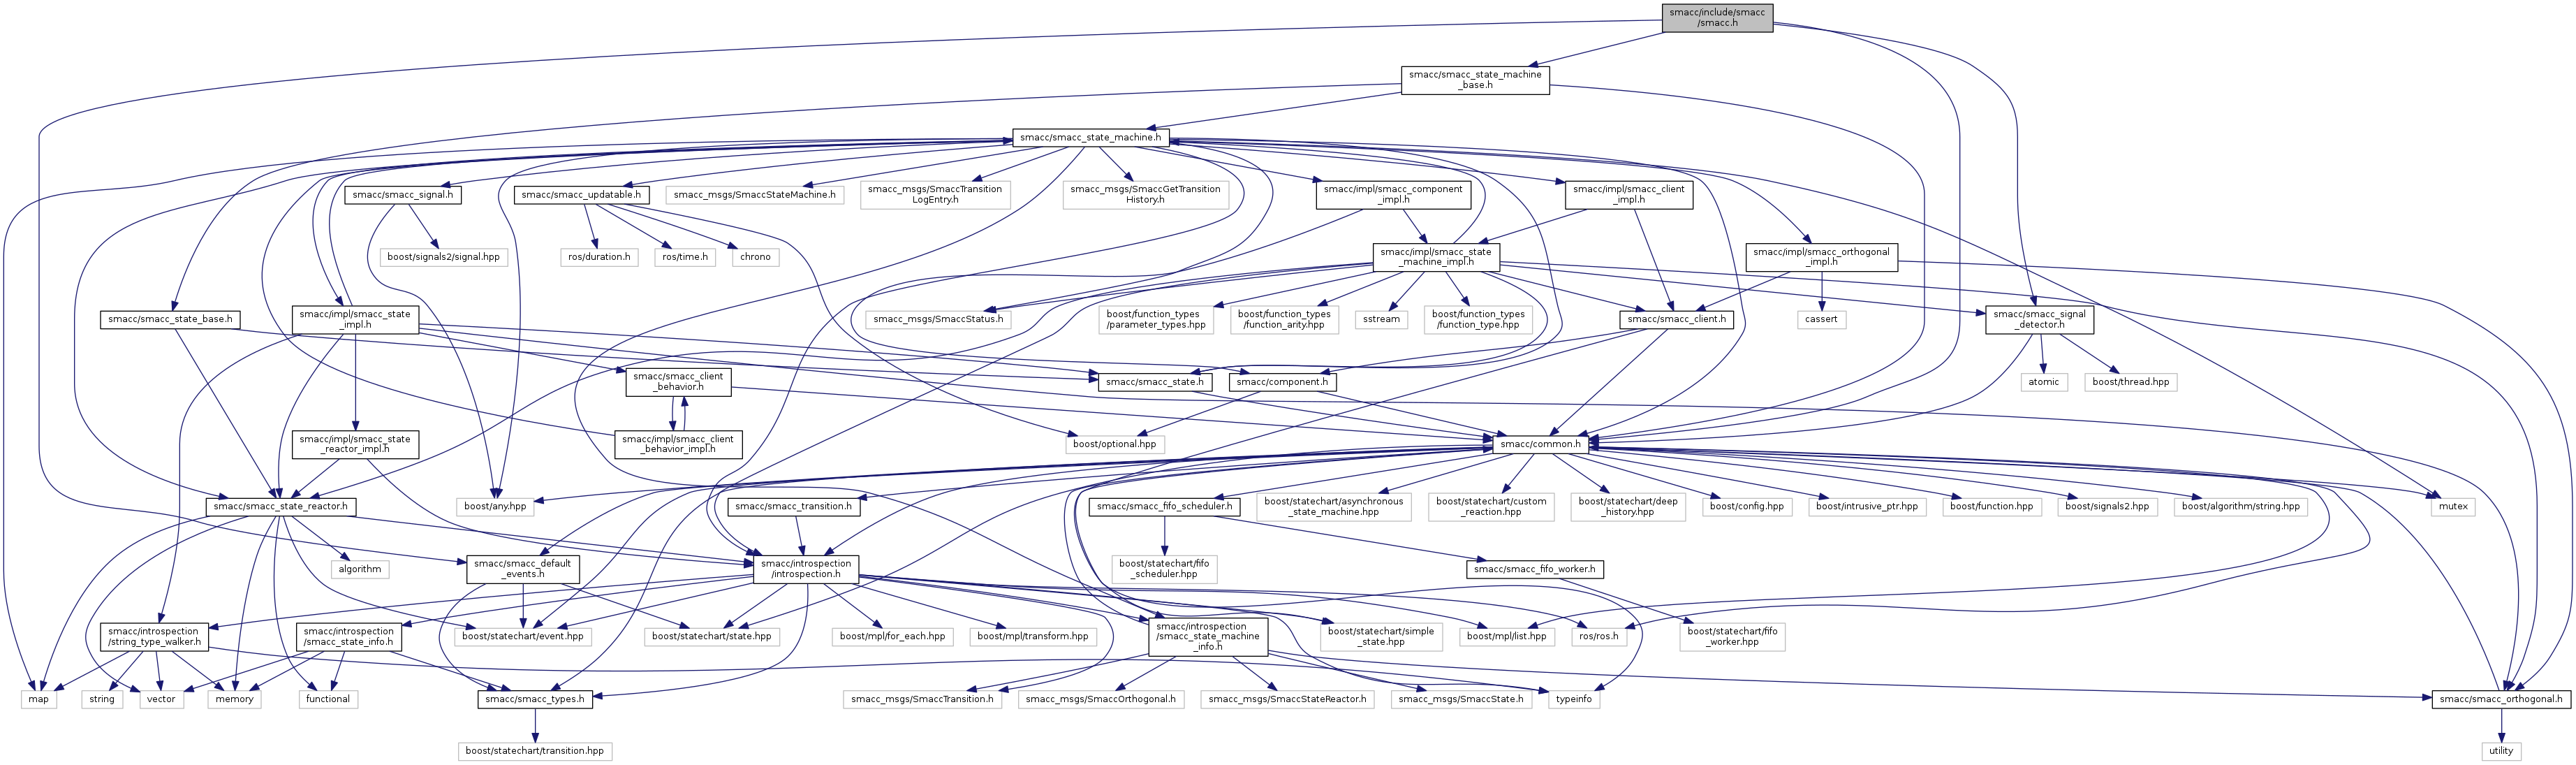 smacc/include/smacc
/smacc.h
smacc/smacc_state_machine
_base.h
smacc/smacc_state_machine.h
smacc/smacc_signal.h
smacc/smacc_updatable.h
smacc_msgs/SmaccStateMachine.h
smacc_msgs/SmaccTransition
LogEntry.h
smacc_msgs/SmaccGetTransition
History.h
smacc/impl/smacc_component
_impl.h
smacc/impl/smacc_client
_impl.h
boost/signals2/signal.hpp
ros/duration.h
ros/time.h
chrono
smacc/impl/smacc_state
_machine_impl.h
smacc/impl/smacc_orthogonal
_impl.h
smacc/smacc_state_base.h
smacc/impl/smacc_state
_impl.h
smacc_msgs/SmaccStatus.h
boost/function_types
/parameter_types.hpp
boost/function_types
/function_arity.hpp
sstream
boost/function_types
/function_type.hpp
smacc/smacc_client.h
cassert
smacc/smacc_signal
_detector.h
smacc/smacc_client
_behavior.h
smacc/smacc_state.h
smacc/component.h
atomic
boost/thread.hpp
smacc/impl/smacc_state
_reactor_impl.h
smacc/impl/smacc_client
_behavior_impl.h
boost/optional.hpp
smacc/common.h
smacc/smacc_state_reactor.h
boost/any.hpp
smacc/smacc_transition.h
smacc/smacc_fifo_scheduler.h
boost/statechart/asynchronous
_state_machine.hpp
boost/statechart/custom
_reaction.hpp
boost/statechart/deep
_history.hpp
boost/config.hpp
boost/intrusive_ptr.hpp
boost/function.hpp
boost/signals2.hpp
boost/algorithm/string.hpp
mutex
algorithm
smacc/smacc_default
_events.h
smacc/introspection
/introspection.h
boost/statechart/fifo
_scheduler.hpp
smacc/smacc_fifo_worker.h
smacc/introspection
/string_type_walker.h
smacc/introspection
/smacc_state_info.h
boost/statechart/event.hpp
boost/statechart/state.hpp
boost/mpl/for_each.hpp
boost/mpl/transform.hpp
smacc/introspection
/smacc_state_machine
_info.h
boost/statechart/simple
_state.hpp
boost/mpl/list.hpp
ros/ros.h
boost/statechart/fifo
_worker.hpp
map
string
vector
memory
functional
smacc/smacc_types.h
smacc_msgs/SmaccTransition.h
smacc_msgs/SmaccOrthogonal.h
smacc_msgs/SmaccStateReactor.h
smacc_msgs/SmaccState.h
typeinfo
smacc/smacc_orthogonal.h
boost/statechart/transition.hpp
utility